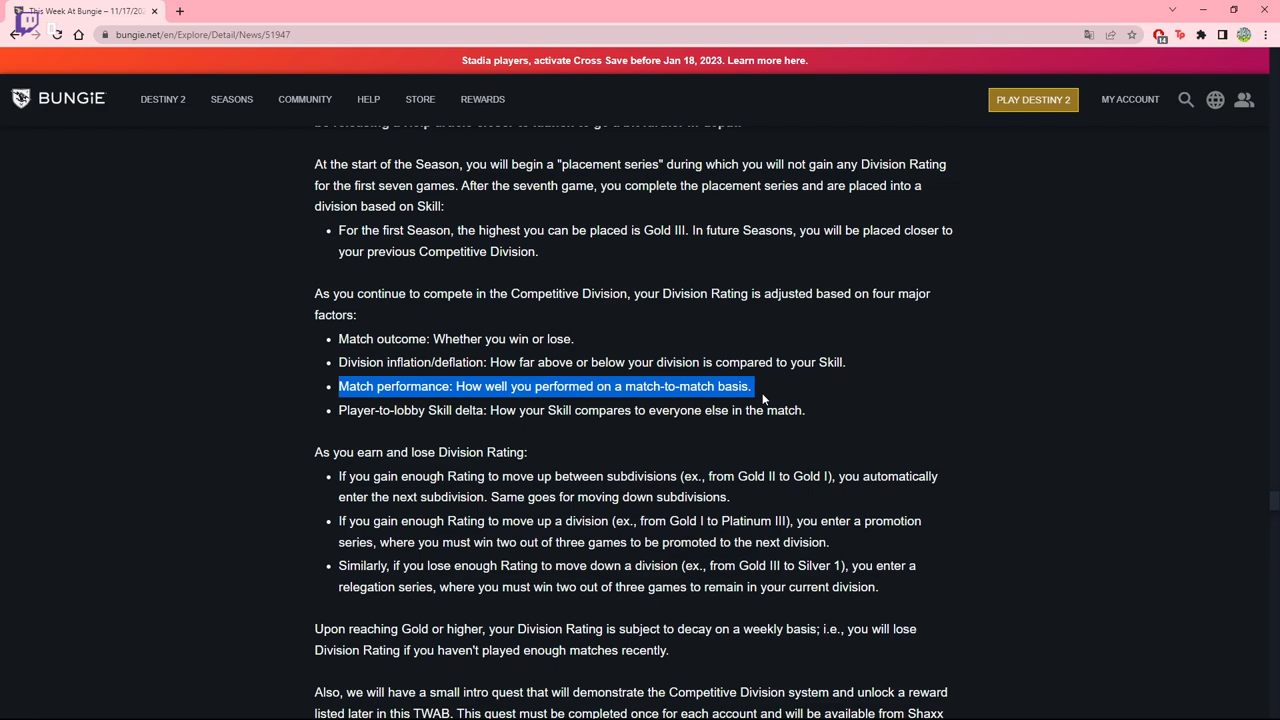 This Week At Bungie – 11/17/202
bungie.net/en/Explore/Detail/News/51947
14
Stadia players, activate Cross Save before Jan 18, 2023. Learn more here.
BUNGiE
DESTINY 2
SEASONS
COMMUNITY
HELP
STORE
REWARDS
PLAY DESTINY 2
MY ACCOUNT
At the start of the Season, you will begin a "placement series" during which you will not gain any Division Rating
for the first seven games. After the seventh game, you complete the placement series and are placed into a
division based on Skill:
• For the first Season, the highest you can be placed is Gold III. In future Seasons, you will be placed closer to
your previous Competitive Division.
As you continue to compete in the Competitive Division, your Division Rating is adjusted based on four major
factors:
• Match outcome: Whether you win or lose.
• Division inflation/deflation: How far above or below your division is compared to your Skill.
• Match performance: How well you performed on a match-to-match basis.
• Player-to-lobby Skill delta: How your Skill compares to everyone else in the match.
As you earn and lose Division Rating:
• If you gain enough Rating to move up between subdivisions (ex., from Gold II to Gold I), you automatically
enter the next subdivision. Same goes for moving down subdivisions.
• If you gain enough Rating to move up a division (ex., from Gold I to Platinum III), you enter a promotion
series, where you must win two out of three games to be promoted to the next division.
• Similarly, if you lose enough Rating to move down a division (ex., from Gold III to Silver 1), you enter a
relegation series, where you must win two out of three games to remain in your current division.
Upon reaching Gold or higher, your Division Rating is subject to decay on a weekly basis; i.e., you will lose
Division Rating if you haven't played enough matches recently.
Also, we will have a small intro quest that will demonstrate the Competitive Division system and unlock a reward
listed later in this TWAB. This quest must be completed once for each account and will be available from Shaxx